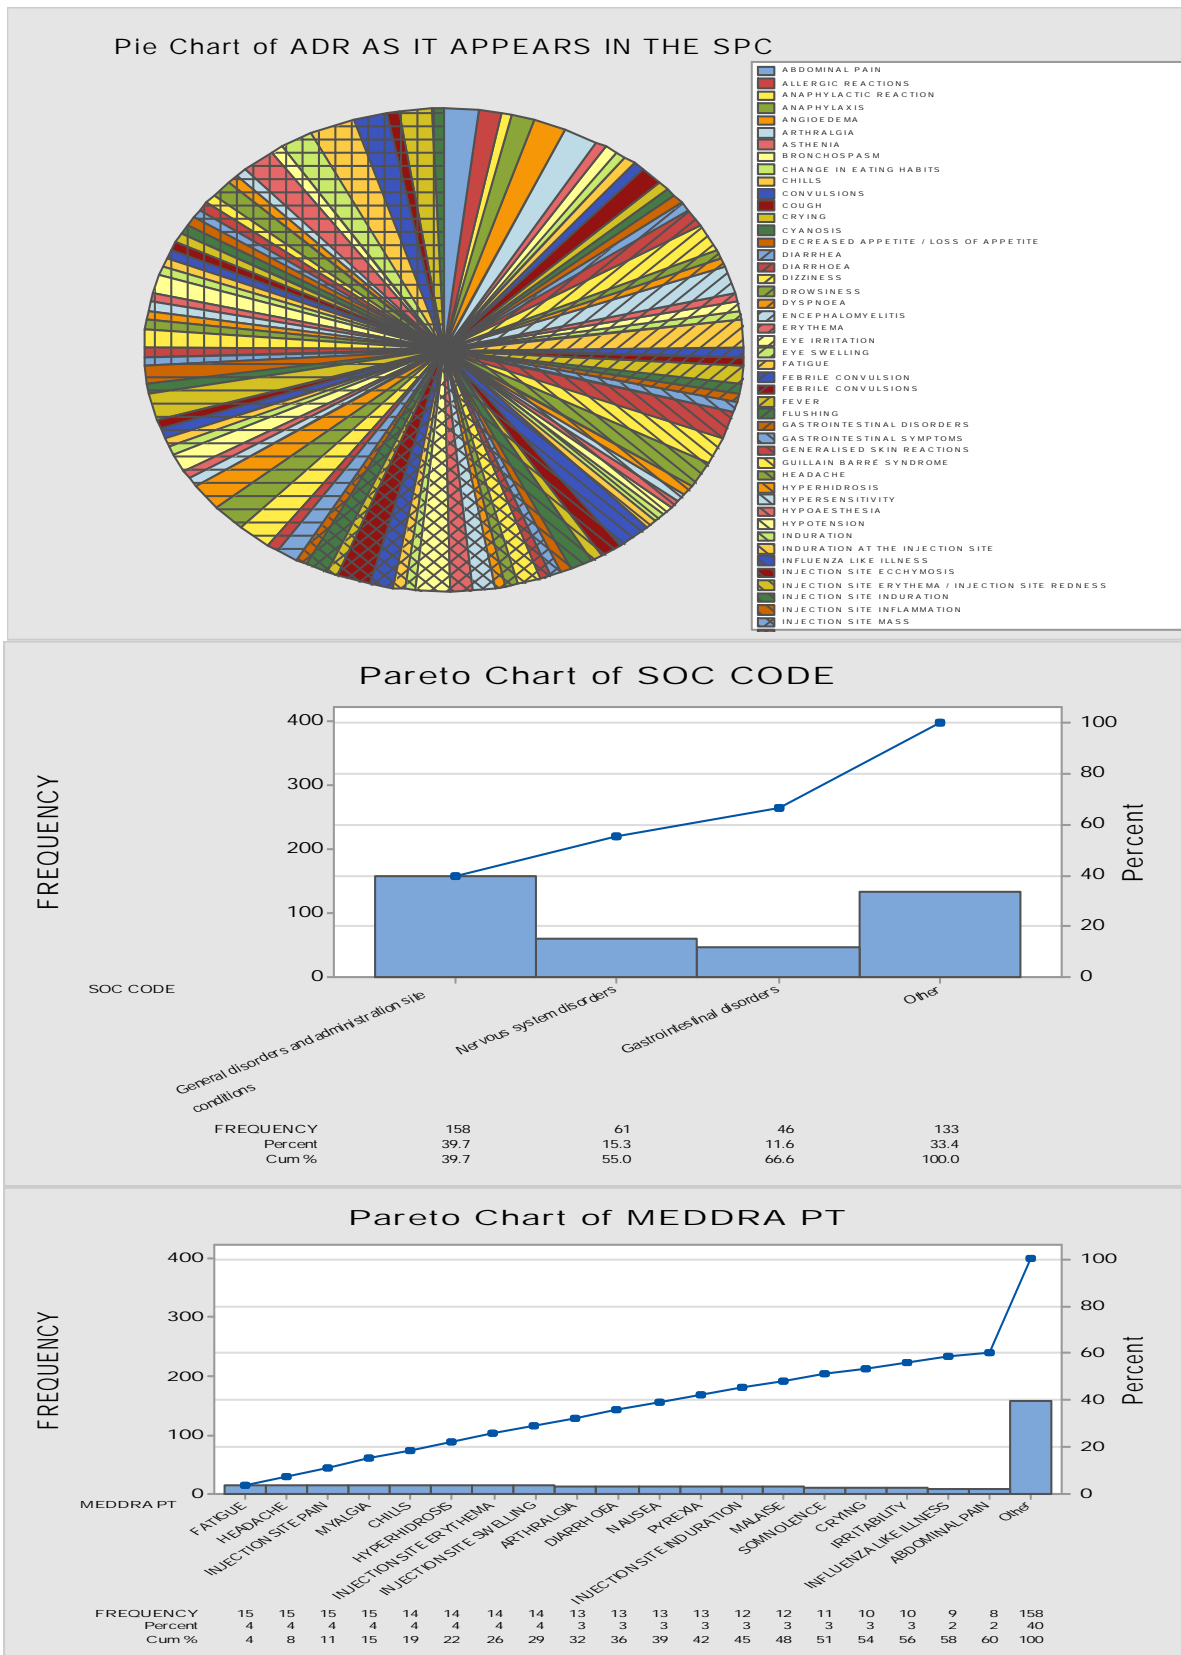 Pie Chart of ADR AS IT APPEARS IN THE SPC
ABDOMINAL PAIN
ALLERGIC REACTIONS
ANAPHYLACTIC REACTION
ANAPHYLAXIS
ANGIOEDEMA
ARTHRALGIA
ASTHENIA
BRONCHOSPASM
CHANGE IN EATING HABITS
CHILLS
CONVULSIONS
COUGH
CRYING
CYANOSIS
DECREASED APPETITE / LOSS OF APPETITE
DIARRHEA
DIARRHOEA
DIZZINESS
DROWSINESS
DYSPNOEA
ENCEPHALOMYELITIS
ERYTHEMA
EYE IRRITATION
EYE SWELLING
FATIGUE
FEBRILE CONVULSION
FEBRILE CONVULSIONS
FEVER
FLUSHING
GASTROINTESTINAL DISORDERS
GASTROINTESTINAL SYMPTOMS
GENERALISED SKIN REACTIONS
GUILLAIN BARRÉ SYNDROME
HEADACHE
HYPERHIDROSIS
HYPERSENSITIVITY
HYPOAESTHESIA
HYPOTENSION
INDURATION
INDURATION AT THE INJECTION SITE
INFLUENZA LIKE ILLNESS
INJECTION SITE ECCHYMOSIS
INJECTION SITE ERYTHEMA / INJECTION SITE REDNESS
INJECTION SITE INDURATION
INJECTION SITE INFLAMMATION
INJECTION SITE MASS
Pareto Chart of SOC CODE
FREQUENCY
400
300
200
100
0
100
80
60
40
20
0
Percent
SOC CODE
General disorders and administration site
conditions
Nervous system disorders
Gastrointestinal disorders
Other
FREQUENCY 158 61 46 133
Percent 39.7 15.3 11.6 33.4
Cum % 39.7 55.0 66.6 100.0
Pareto Chart of MEDDRA PT
FREQUENCY
400
300
200
100
0
100
80
60
40
20
0
Percent
MEDDRA PT
FATIGUE
HEADACHE
INJECTION SITE PAIN
MYALGIA
CHILLS
HYPERHIDROSIS
INJECTION SITE ERYTHEMA
INJECTION SITE SWELLING
ARTHRALGIA
DIARRHOEA
NAUSEA
PYREXIA
INJECTION SITE INDURATION
MALAISE
SOMNOLENCE
CRYING
IRRITABILITY
INFLUENZA LIKE ILLNESS
ABDOMINAL PAIN
Other
FREQUENCY 15 15 15 15 14 14 14 14 13 13 13 13 12 12 11 10 10 9 8 158
Percent 4 4 4 4 4 4 4 4 3 3 3 3 3 3 3 3 3 2 2 40
Cum % 4 8 11 15 19 22 26 29 32 36 39 42 45 48 51 54 56 58 60 100